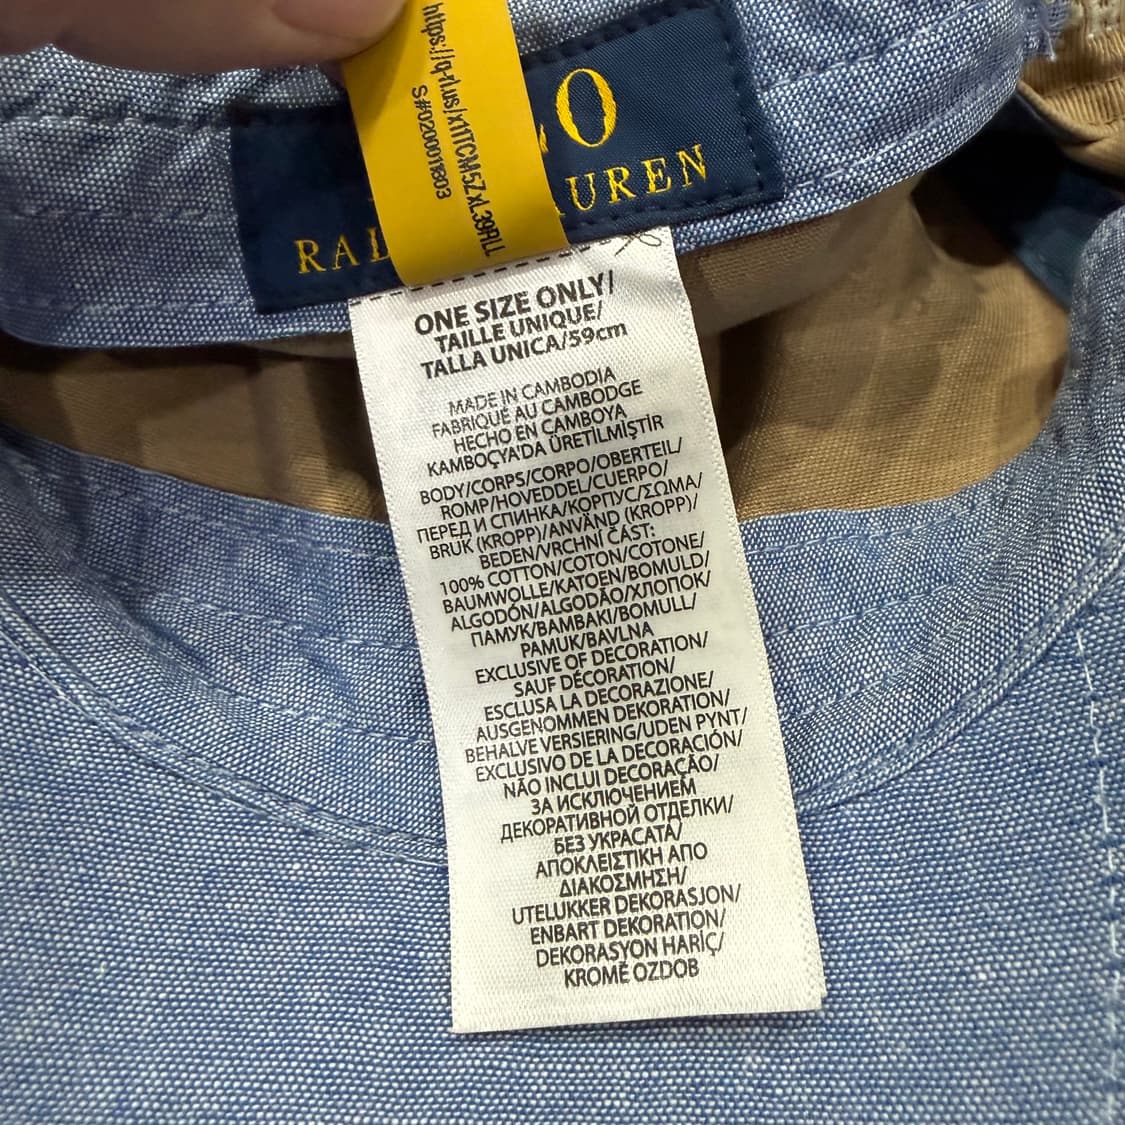 https://q-r.l.us/x1ITCM5ZxL39RLL
S#0200011803
RALPH LAUREN
ONE SIZE ONLY/
TAILLE UNIQUE/
TALLA UNICA/59cm
MADE IN CAMBODIA
FABRIQUÉ AU CAMBODGE
HECHO EN CAMBOYA
KAMBOÇYA'DA ÜRETİLMİŞTİR
BODY/CORPS/CORPO/OBERTEIL/
ROMP/HOVEDDEL/CUERPO/
ПЕРЕД И СПИНКА/КОРПУС/ΣΩΜΑ/
BRUK (KROPP)/ANVÄND (KROPP)/
BEDEN/VRCHNÍ ČÁST:
100% COTTON/COTON/COTONE/
BAUMWOLLE/KATOEN/BOMULD/
ALGODÓN/ALGODÃO/ХЛОПОК/
ПАМУК/ΒΑΜΒΑΚΙ/BOMULL/
PAMUK/BAVLNA
EXCLUSIVE OF DECORATION/
SAUF DÉCORATION/
ESCLUSA LA DECORAZIONE/
AUSGENOMMEN DEKORATION/
BEHALVE VERSIERING/UDEN PYNT/
EXCLUSIVO DE LA DECORACIÓN/
NÃO INCLUI DECORAÇÃO/
ЗА ИСКЛЮЧЕНИЕМ
ДЕКОРАТИВНОЙ ОТДЕЛКИ/
БЕЗ УКРАСАТА/
ΑΠΟΚΛΕΙΣΤΙΚΗ ΑΠΟ
ΔΙΑΚΟΣΜΗΣΗ/
UTELUKKER DEKORASJON/
ENBART DEKORATION/
DEKORASYON HARİÇ/
KROMĚ OZDOB